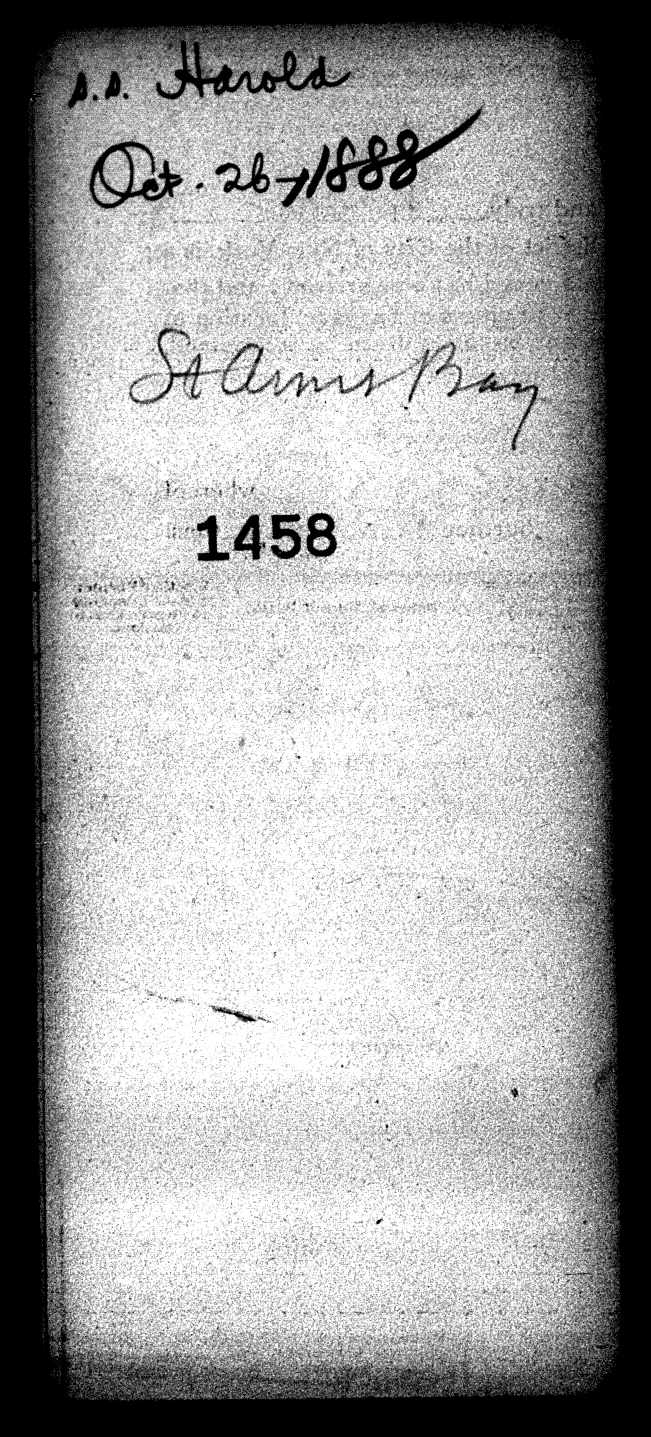 s.s. Harold
Oct. 26-1888
St Anns Bay
1458